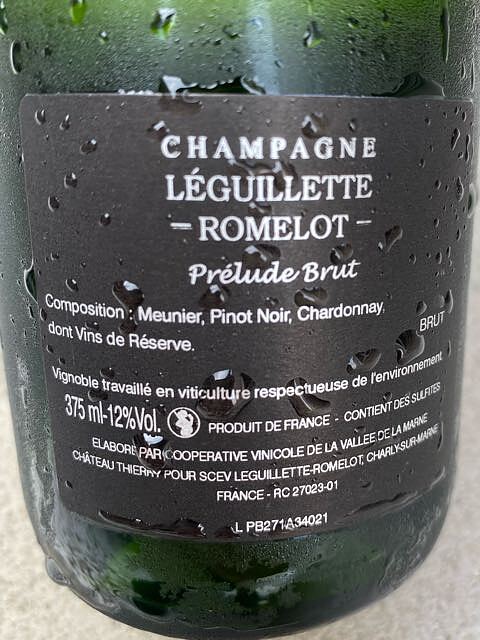 CHAMPAGNE
LÉGUILLETTE
- ROMELOT -
Prélude Brut
Composition : Meunier, Pinot Noir, Chardonnay,
dont Vins de Réserve.
BRUT
Vignoble travaillé en viticulture respectueuse de l'environnement
375 ml-12%Vol.
PRODUIT DE FRANCE - CONTIENT DES SULFITES
ELABORÉ PAR COOPERATIVE VINICOLE DE LA VALLEE DE LA MARNE
CHÂTEAU THIERRY POUR SCEV LEGUILLETTE-ROMELOT, CHARLY-SUR-MARNE
FRANCE - RC 27023-01
L PB271A34021